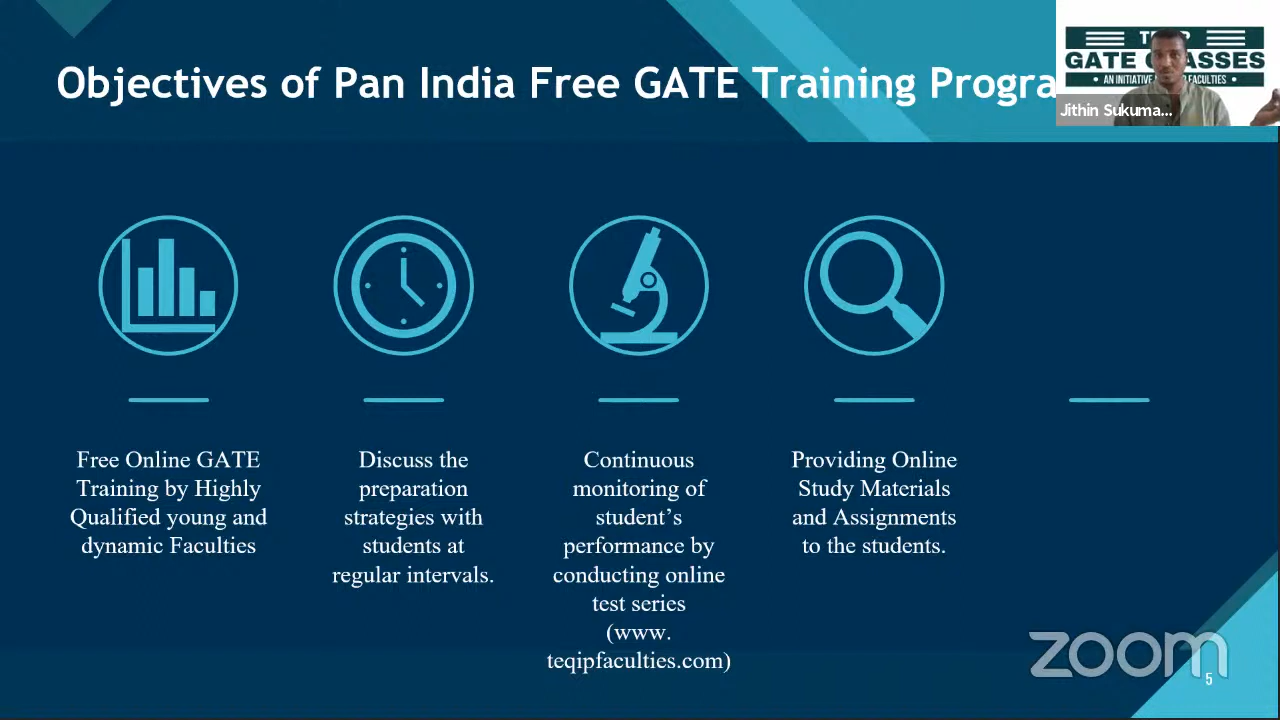 Objectives of Pan India Free GATE Training Progra
GATE C ASSES
AN INITIATIVE
FACULTIES
Jithin Sukuma...
Free Online GATE
Training by Highly
Qualified young and
dynamic Faculties
Discuss the
preparation
strategies with
students at
regular intervals.
Continuous
monitoring of
student’s
performance by
conducting online
test series
(www.
teqipfaculties.com)
Providing Online
Study Materials
and Assignments
to the students.
zoom
5